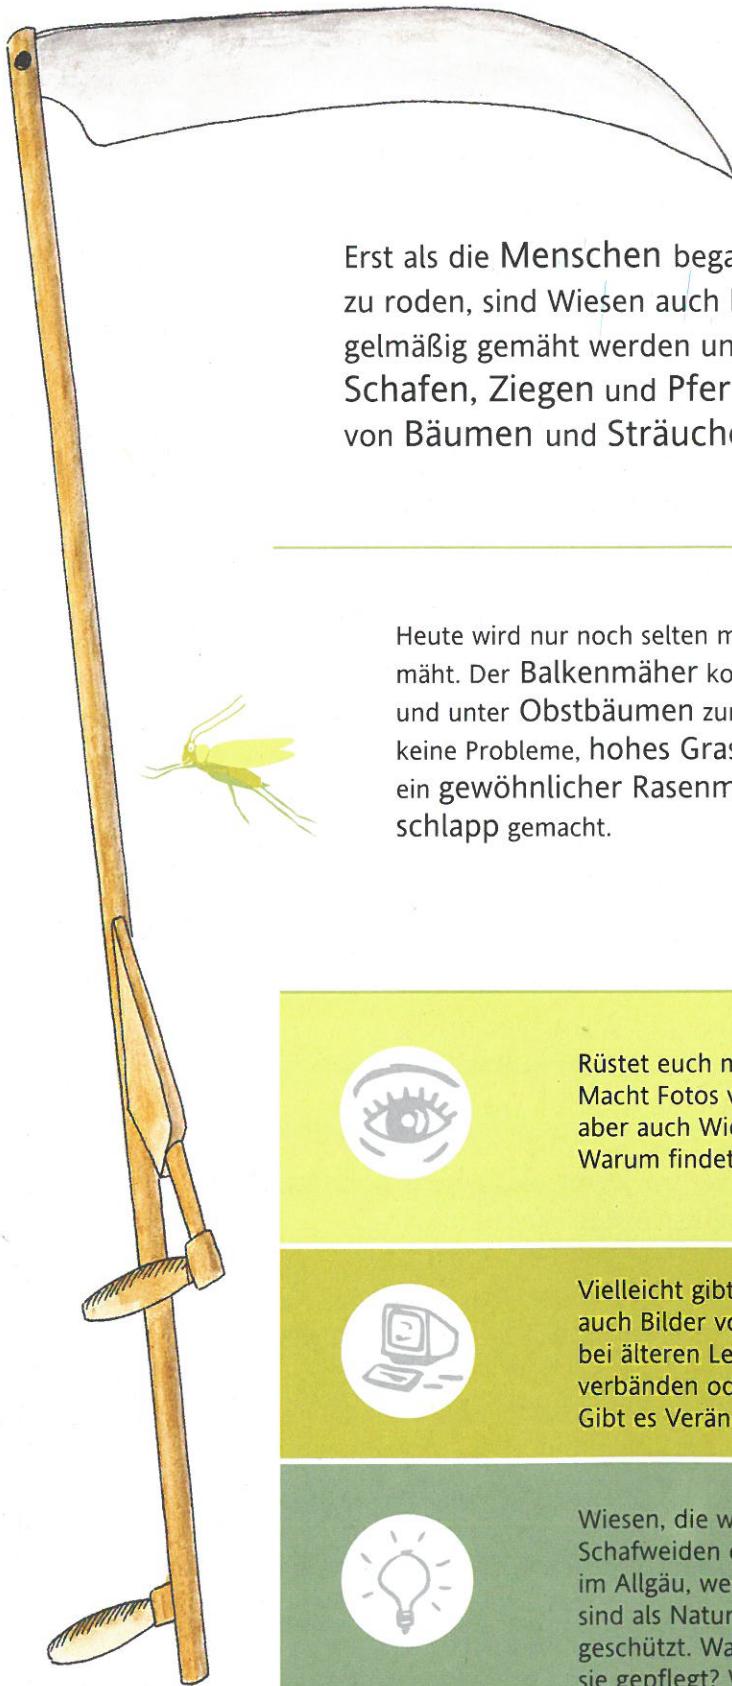 Erst als die Menschen bega
zu roden, sind Wiesen auch
gelmäßig gemäht werden un
Schafen, Ziegen und Pfer
von Bäumen und Sträuche
Heute wird nur noch selten m
mäht. Der Balkenmäher ko
und unter Obstbäumen zur
keine Probleme, hohes Gras
ein gewöhnlicher Rasenm
schlapp gemacht.
Rüstet euch m
Macht Fotos v
aber auch Wie
Warum findet
Vielleicht gibt
auch Bilder vo
bei älteren Le
verbänden od
Gibt es Verän
Wiesen, die w
Schafweiden
im Allgäu, we
sind als Natur
geschützt. Wa
sie gepflegt?